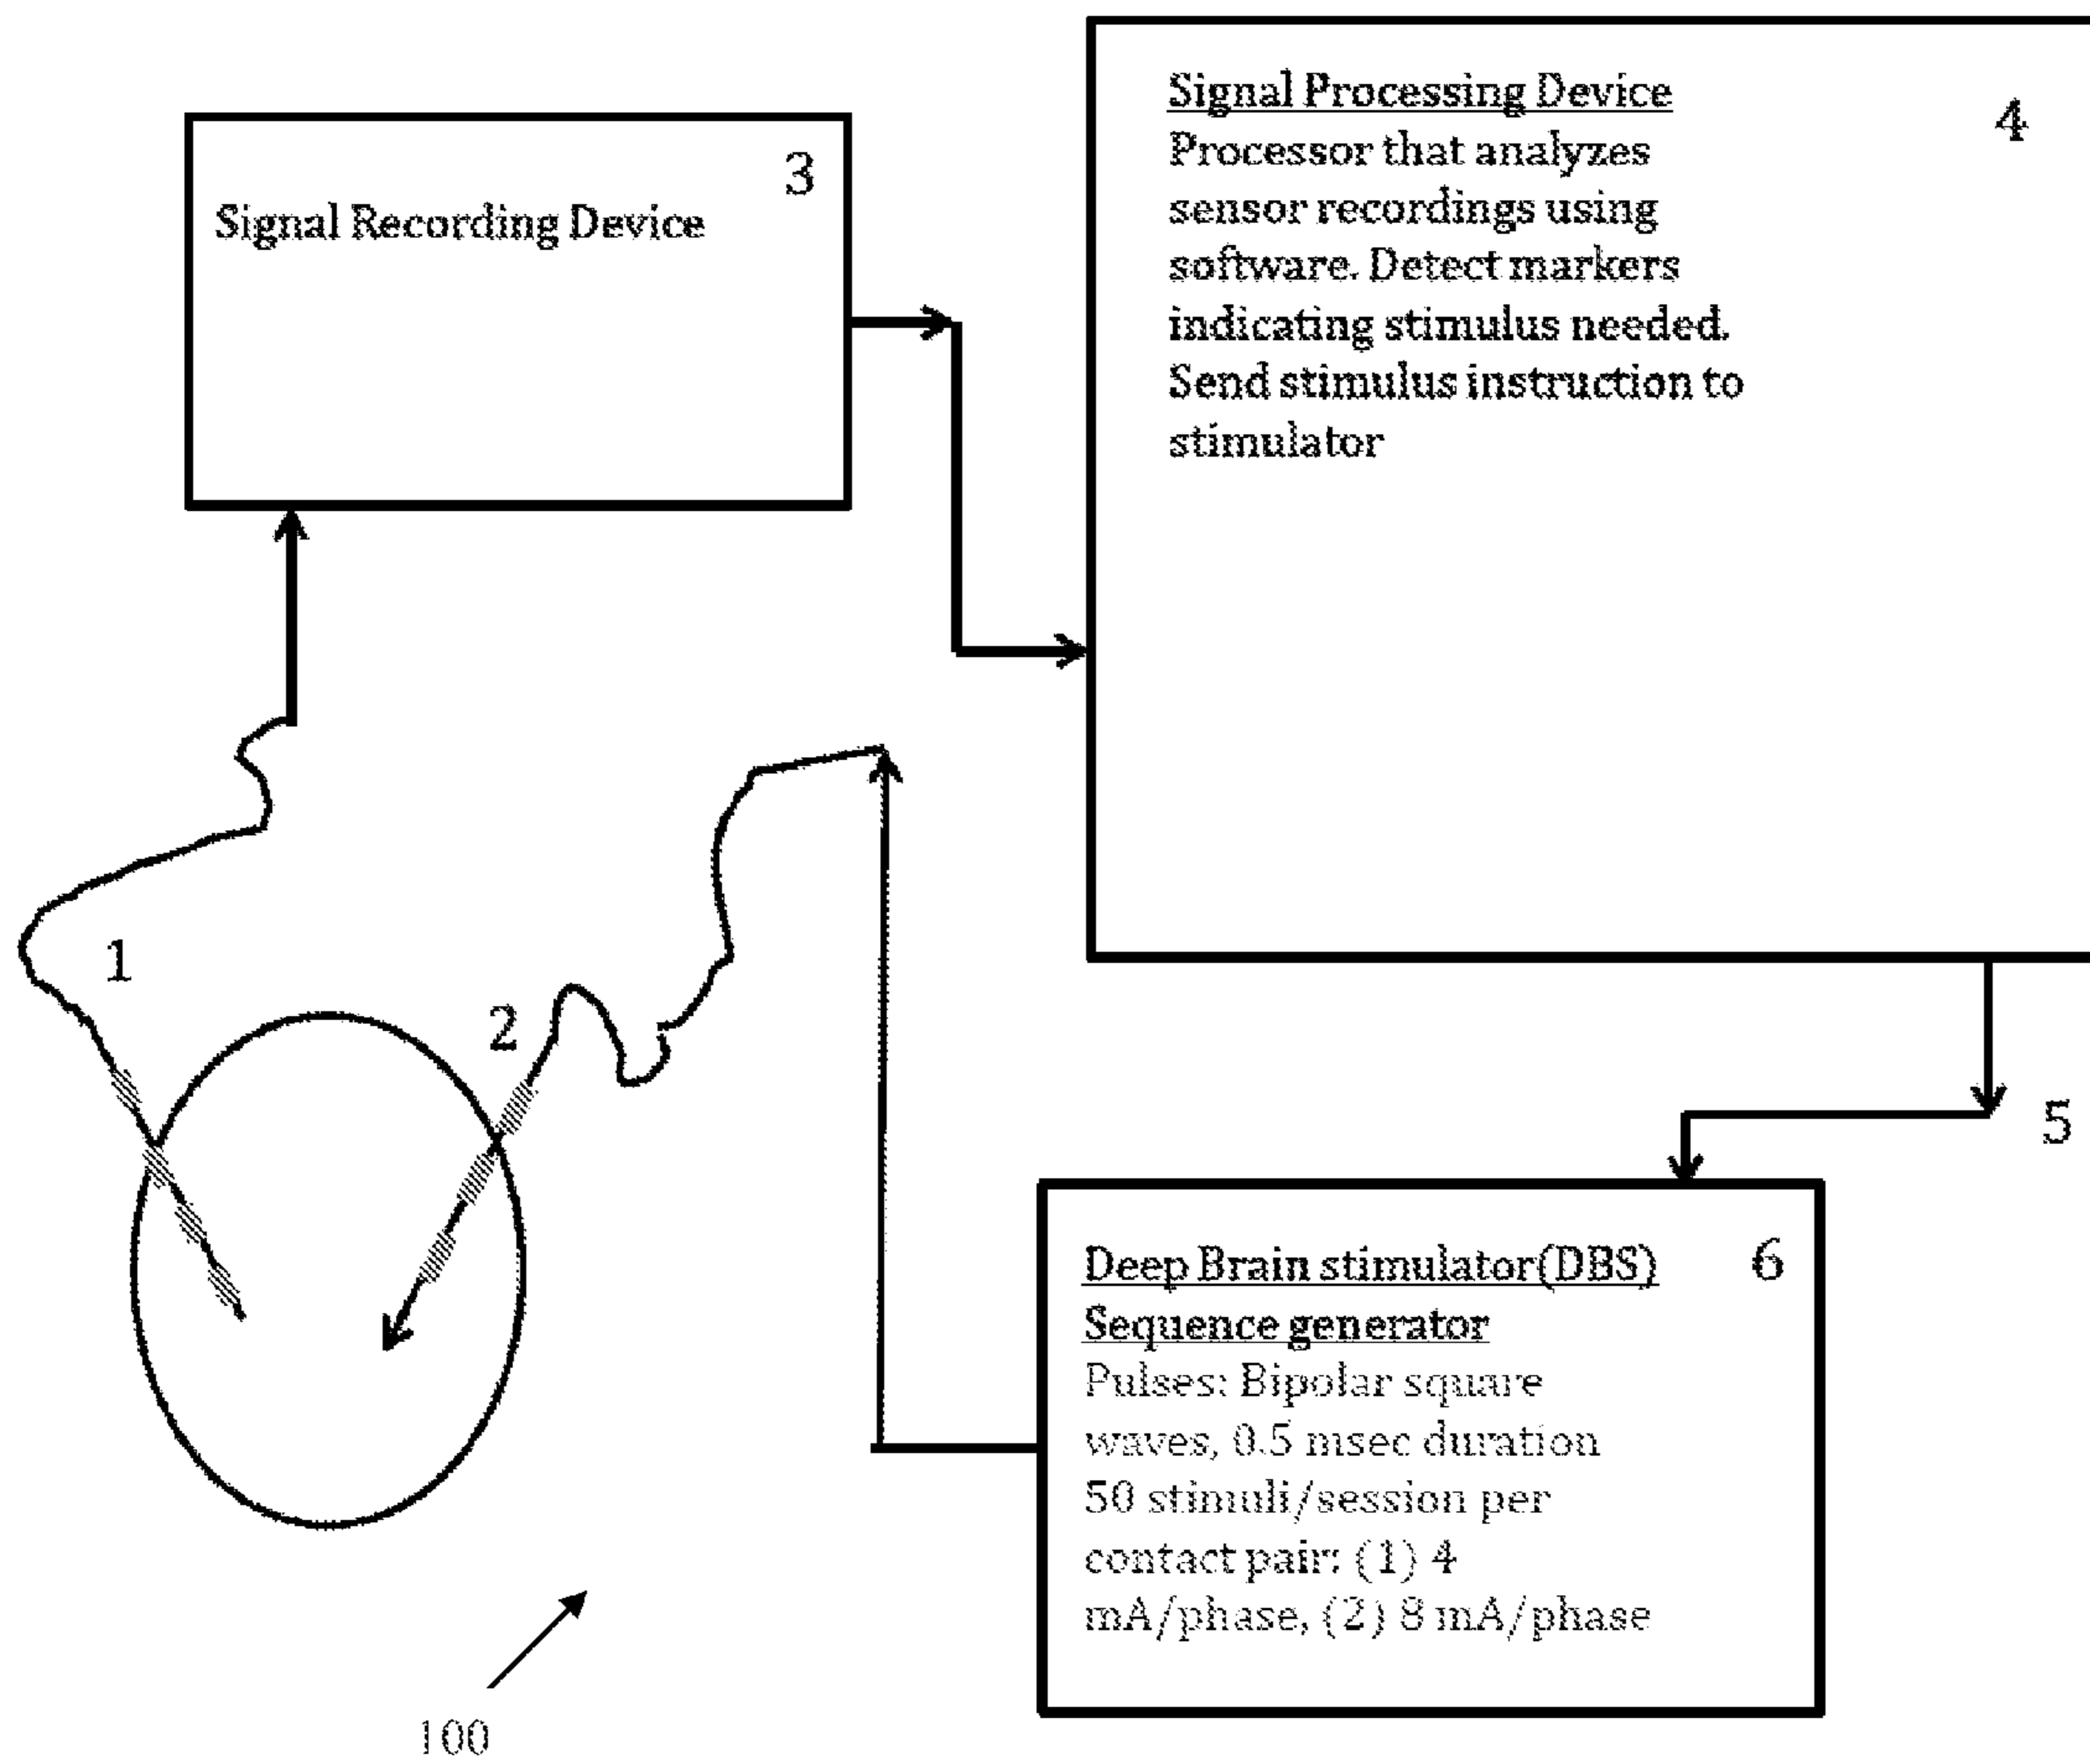 Signal Recording Device
3
Signal Processing Device
4
Processor that analyzes
sensor recordings using
software. Detect markers
indicating stimulus needed.
Send stimulus instruction to
stimulator
1
2
5
Deep Brain stimulator(DBS)
6
Sequence generator
Pulses: Bipolar square
waves, 0.5 msec duration
50 stimuli/session per
contact pair: (1) 4
mA/phase, (2) 8 mA/phase
100